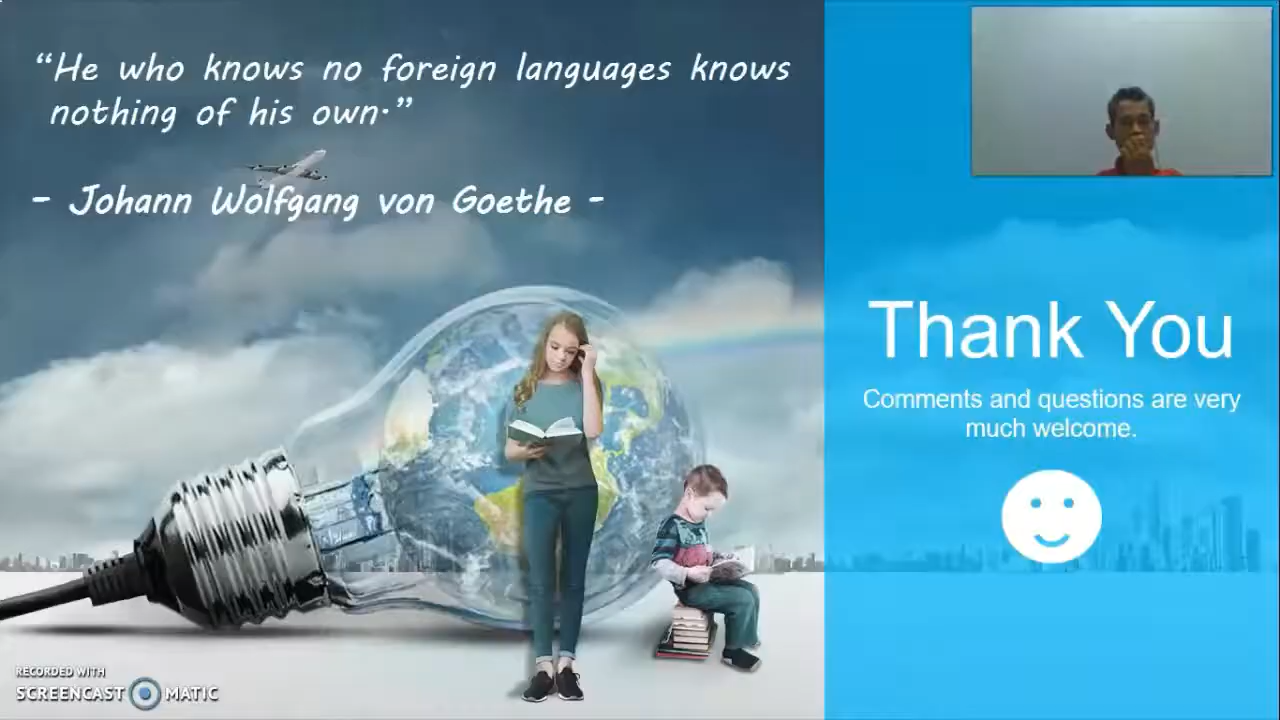 “He who knows no foreign languages knows
nothing of his own.”
- Johann Wolfgang von Goethe -
Thank You
Comments and questions are very
much welcome.
RECORDED WITH
SCREENCAST MATIC